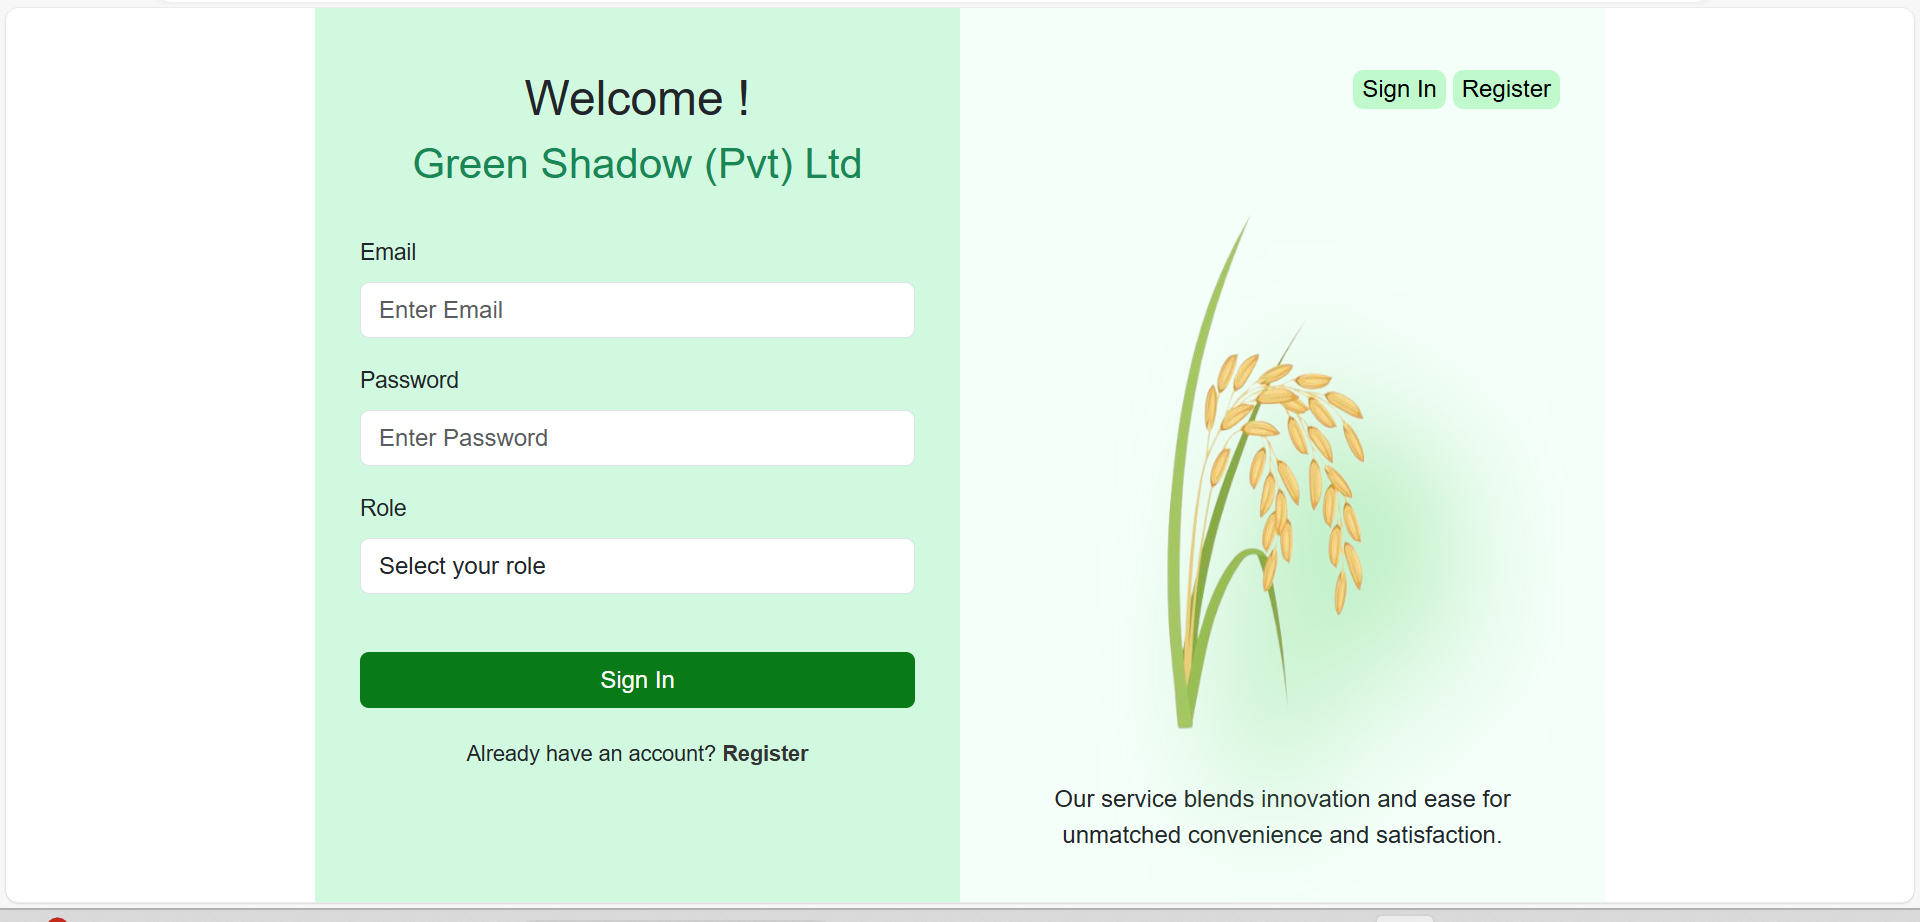 Welcome !
Green Shadow (Pvt) Ltd
Email
Enter Email
Password
Enter Password
Role
Select your role
Sign In
Already have an account? Register
Sign In
Register
Our service blends innovation and ease for
unmatched convenience and satisfaction.